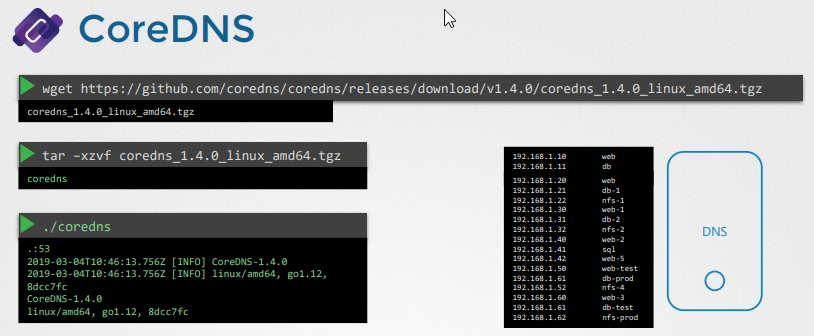 CoreDNS
wget https://github.com/coredns/coredns/releases/download/v1.4.0/coredns_1.4.0_linux_amd64.tgz
coredns_1.4.0_linux_amd64.tgz
tar –xzvf coredns_1.4.0_linux_amd64.tgz
coredns
./coredns
.:53
2019-03-04T10:46:13.756Z [INFO] CoreDNS-1.4.0
2019-03-04T10:46:13.756Z [INFO] linux/amd64, go1.12,
8dcc7fc
CoreDNS-1.4.0
linux/amd64, go1.12, 8dcc7fc
192.168.1.10 web
192.168.1.11 db
192.168.1.20 web
192.168.1.21 db-1
192.168.1.22 nfs-1
192.168.1.30 web-1
192.168.1.31 db-2
192.168.1.32 nfs-2
192.168.1.40 web-2
192.168.1.41 sql
192.168.1.42 web-5
192.168.1.50 web-test
192.168.1.61 db-prod
192.168.1.52 nfs-4
192.168.1.60 web-3
192.168.1.61 db-test
192.168.1.62 nfs-prod
DNS